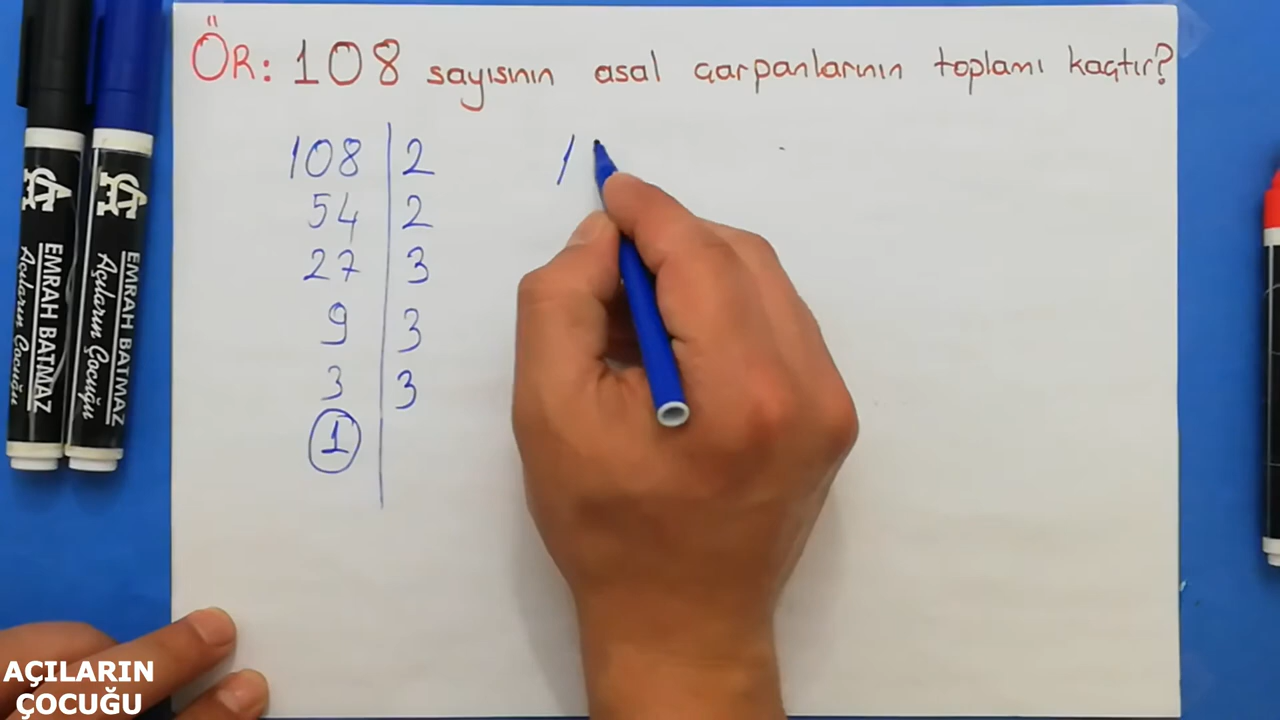 ÖR: 108 sayısının asal çarpanlarının toplamı kaçtır?
108 2
54 2
27 3
9 3
3 3
1
1
EMRAH BATMAZ
Açıların Çocuğu
EMRAH BATMAZ
Açıların Çocuğu
AÇILARIN
ÇOCUĞU